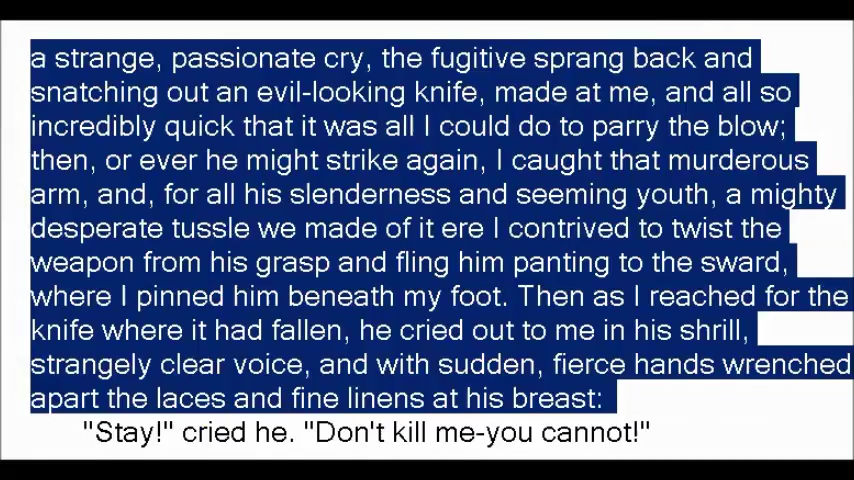 a strange, passionate cry, the fugitive sprang back and
snatching out an evil-looking knife, made at me, and all so
incredibly quick that it was all I could do to parry the blow;
then, or ever he might strike again, I caught that murderous
arm, and, for all his slenderness and seeming youth, a mighty
desperate tussle we made of it ere I contrived to twist the
weapon from his grasp and fling him panting to the sward,
where I pinned him beneath my foot. Then as I reached for the
knife where it had fallen, he cried out to me in his shrill,
strangely clear voice, and with sudden, fierce hands wrenched
apart the laces and fine linens at his breast:
"Stay!" cried he. "Don't kill me-you cannot!"